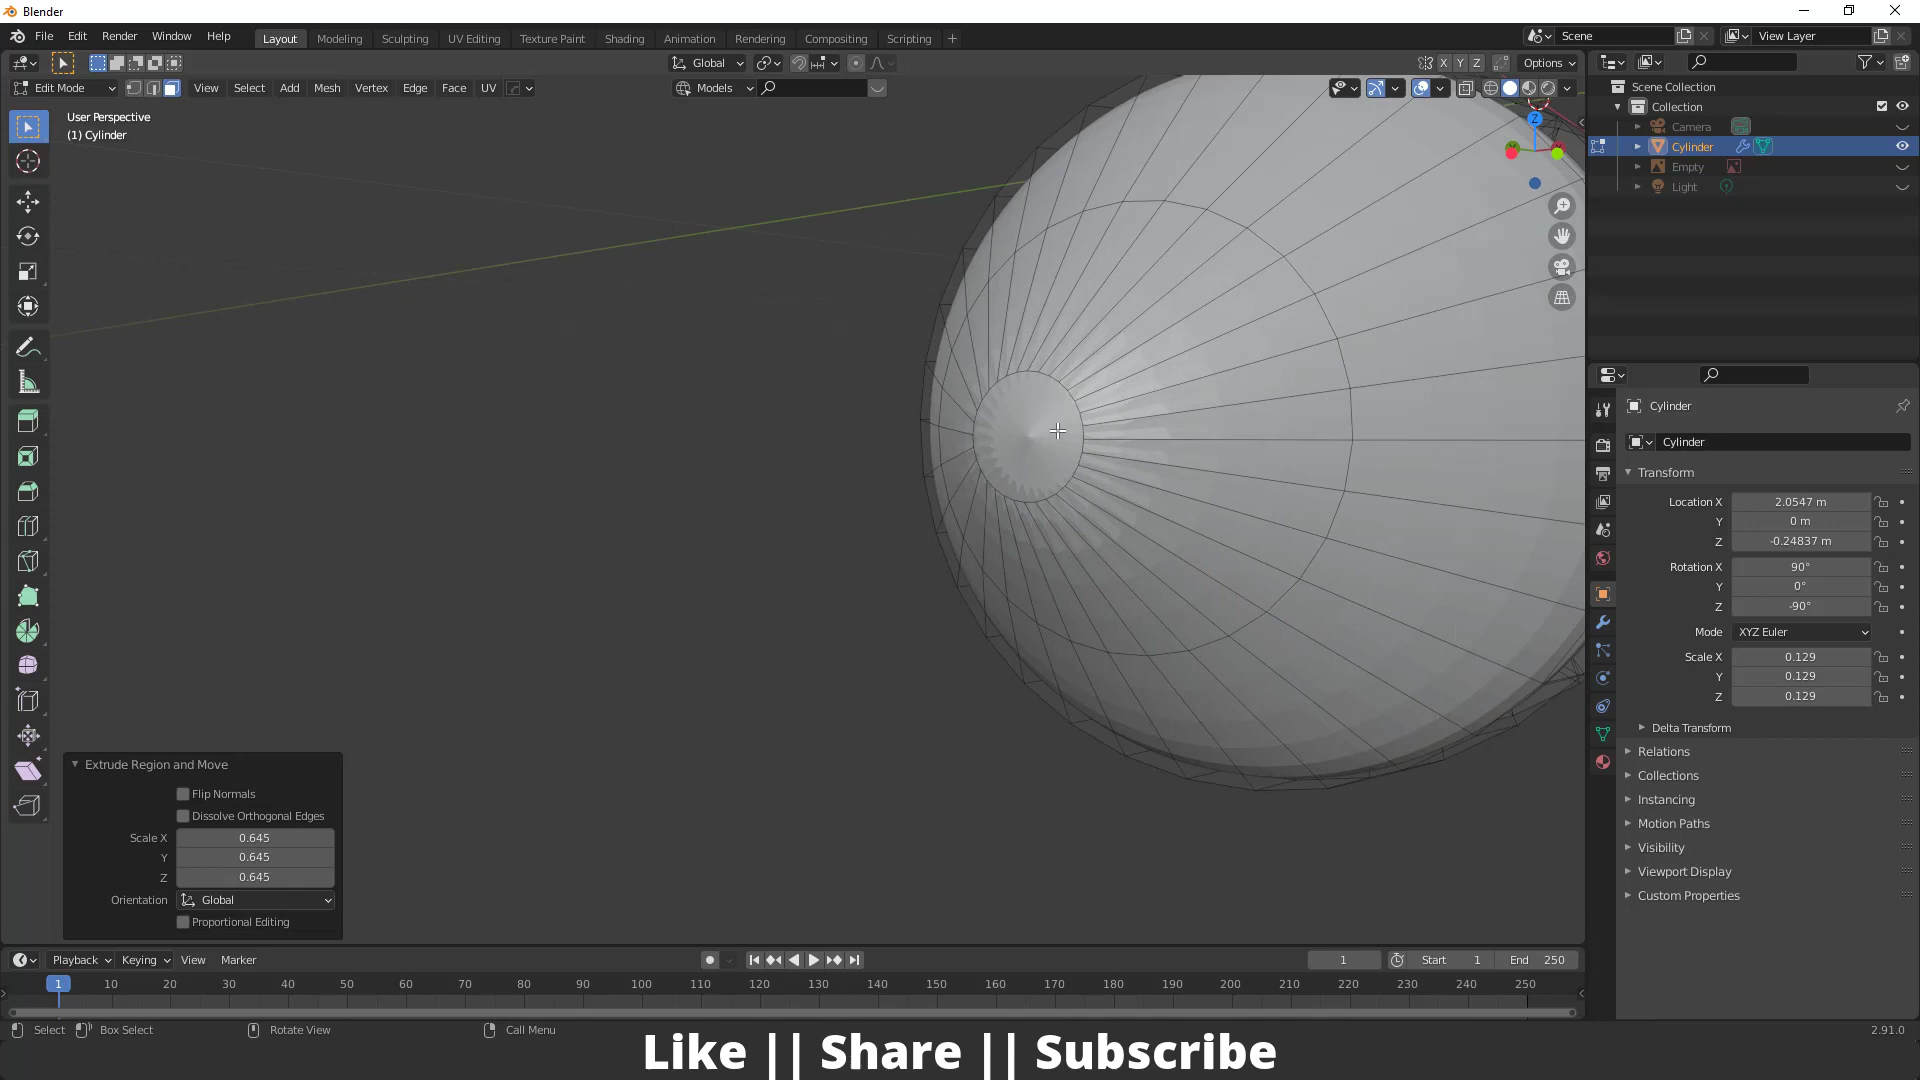 Blender
File Edit Render Window Help
Layout Modeling Sculpting UV Editing Texture Paint Shading Animation Rendering Compositing Scripting
Scene
View Layer
Global
X Y Z
Options
Edit Mode
View Select Add Mesh Vertex Edge Face UV
Models
User Perspective
(1) Cylinder
Z
Scene Collection
Collection
Camera
Cylinder
Empty
Light
Cylinder
Cylinder
Transform
Location X 2.0547 m
Y 0 m
Z -0.24837 m
Rotation X 90°
Y 0°
Z -90°
Mode XYZ Euler
Scale X 0.129
Y 0.129
Z 0.129
Delta Transform
Relations
Collections
Instancing
Motion Paths
Visibility
Viewport Display
Custom Properties
Extrude Region and Move
Flip Normals
Dissolve Orthogonal Edges
Scale X 0.645
Y 0.645
Z 0.645
Orientation Global
Proportional Editing
Playback Keying View Marker
1 Start 1 End 250
1 10 20 30 40 50 60 70 80 90 100 110 120 130 140 150 160 170 180 190 200 210 220 230 240 250
Select Box Select Rotate View Call Menu
2.91.0
Like || Share || Subscribe